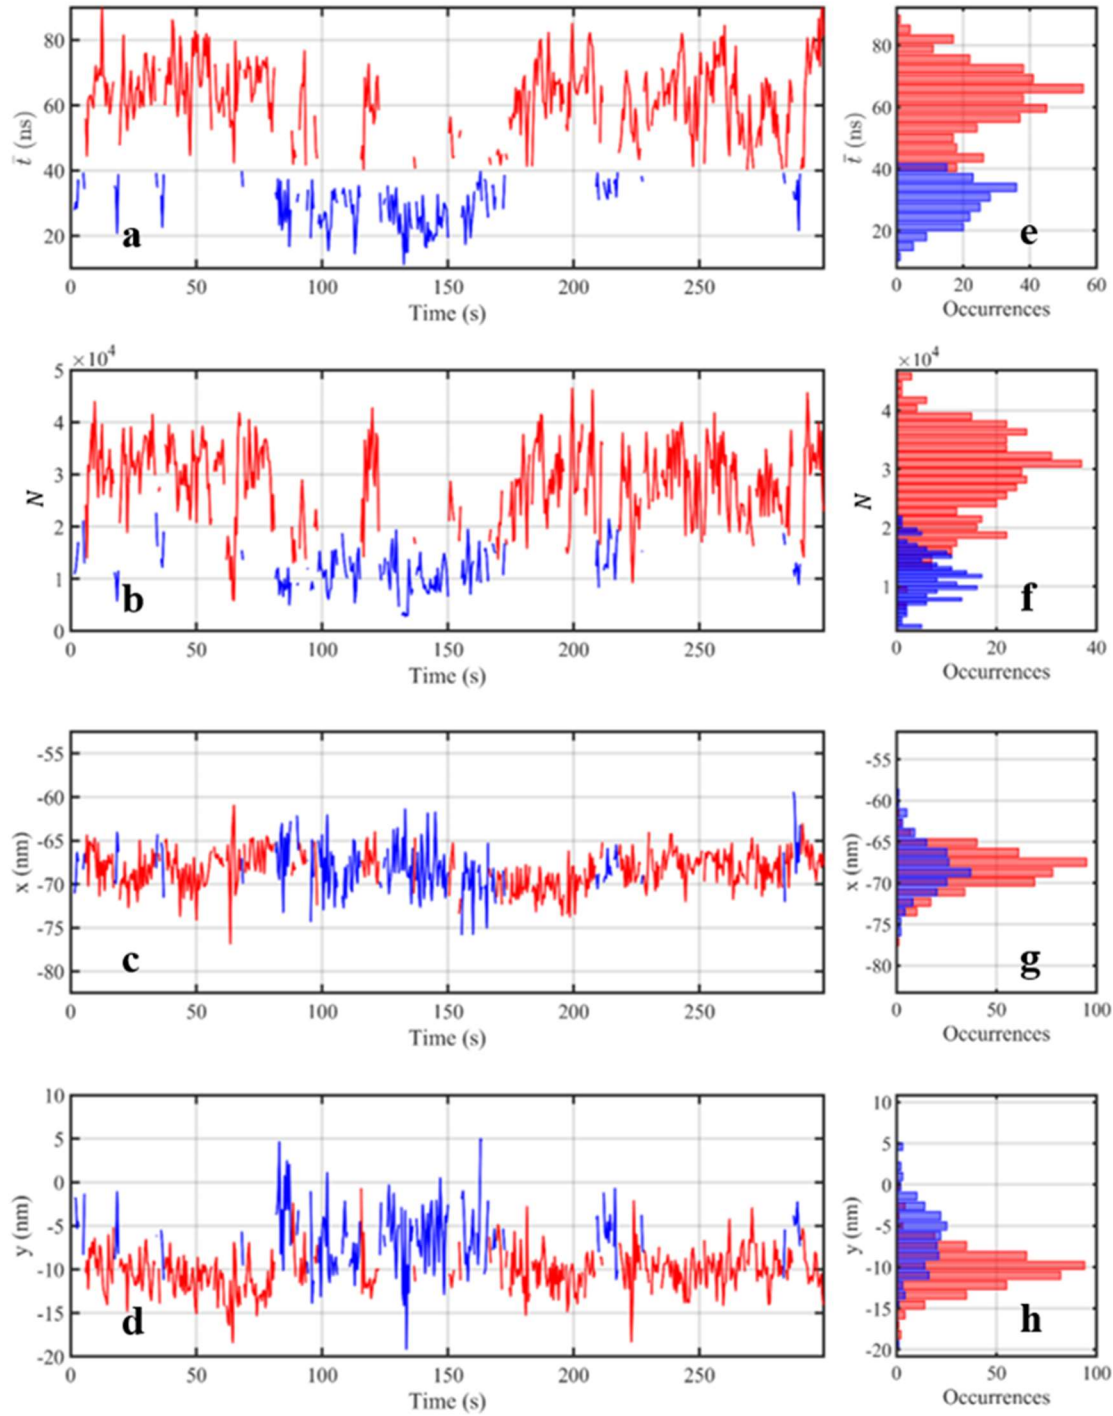 80
60
40
20
t̄ (ns)
a
0 50 100 150 200 250
Time (s)
80
60
40
20
t̄ (ns)
e
0 20 40 60
Occurrences
×10⁴
5
4
3
2
1
0
N
b
0 50 100 150 200 250
Time (s)
×10⁴
4
3
2
1
N
f
0 20 40
Occurrences
-55
-60
-65
-70
-75
-80
x (nm)
c
0 50 100 150 200 250
Time (s)
-55
-60
-65
-70
-75
-80
x (nm)
g
0 50 100
Occurrences
10
5
0
-5
-10
-15
-20
y (nm)
d
0 50 100 150 200 250
Time (s)
10
5
0
-5
-10
-15
-20
y (nm)
h
0 50 100
Occurrences